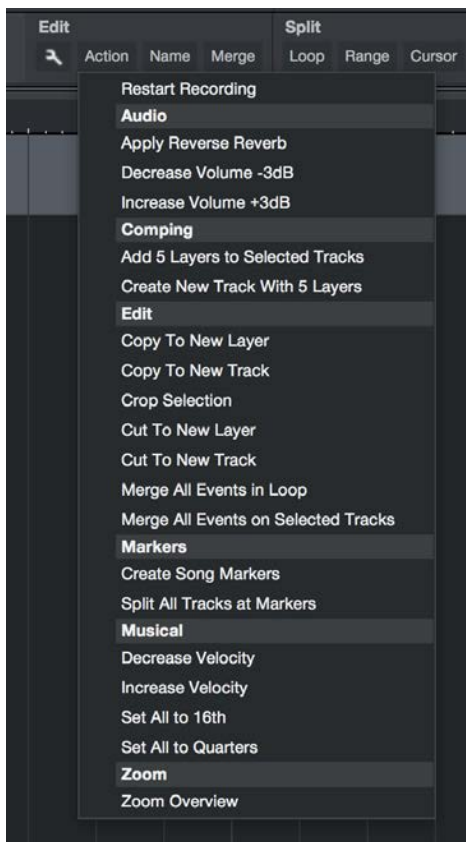 Edit Split
Action Name Merge Loop Range Cursor
Restart Recording
Audio
Apply Reverse Reverb
Decrease Volume -3dB
Increase Volume +3dB
Comping
Add 5 Layers to Selected Tracks
Create New Track With 5 Layers
Edit
Copy To New Layer
Copy To New Track
Crop Selection
Cut To New Layer
Cut To New Track
Merge All Events in Loop
Merge All Events on Selected Tracks
Markers
Create Song Markers
Split All Tracks at Markers
Musical
Decrease Velocity
Increase Velocity
Set All to 16th
Set All to Quarters
Zoom
Zoom Overview